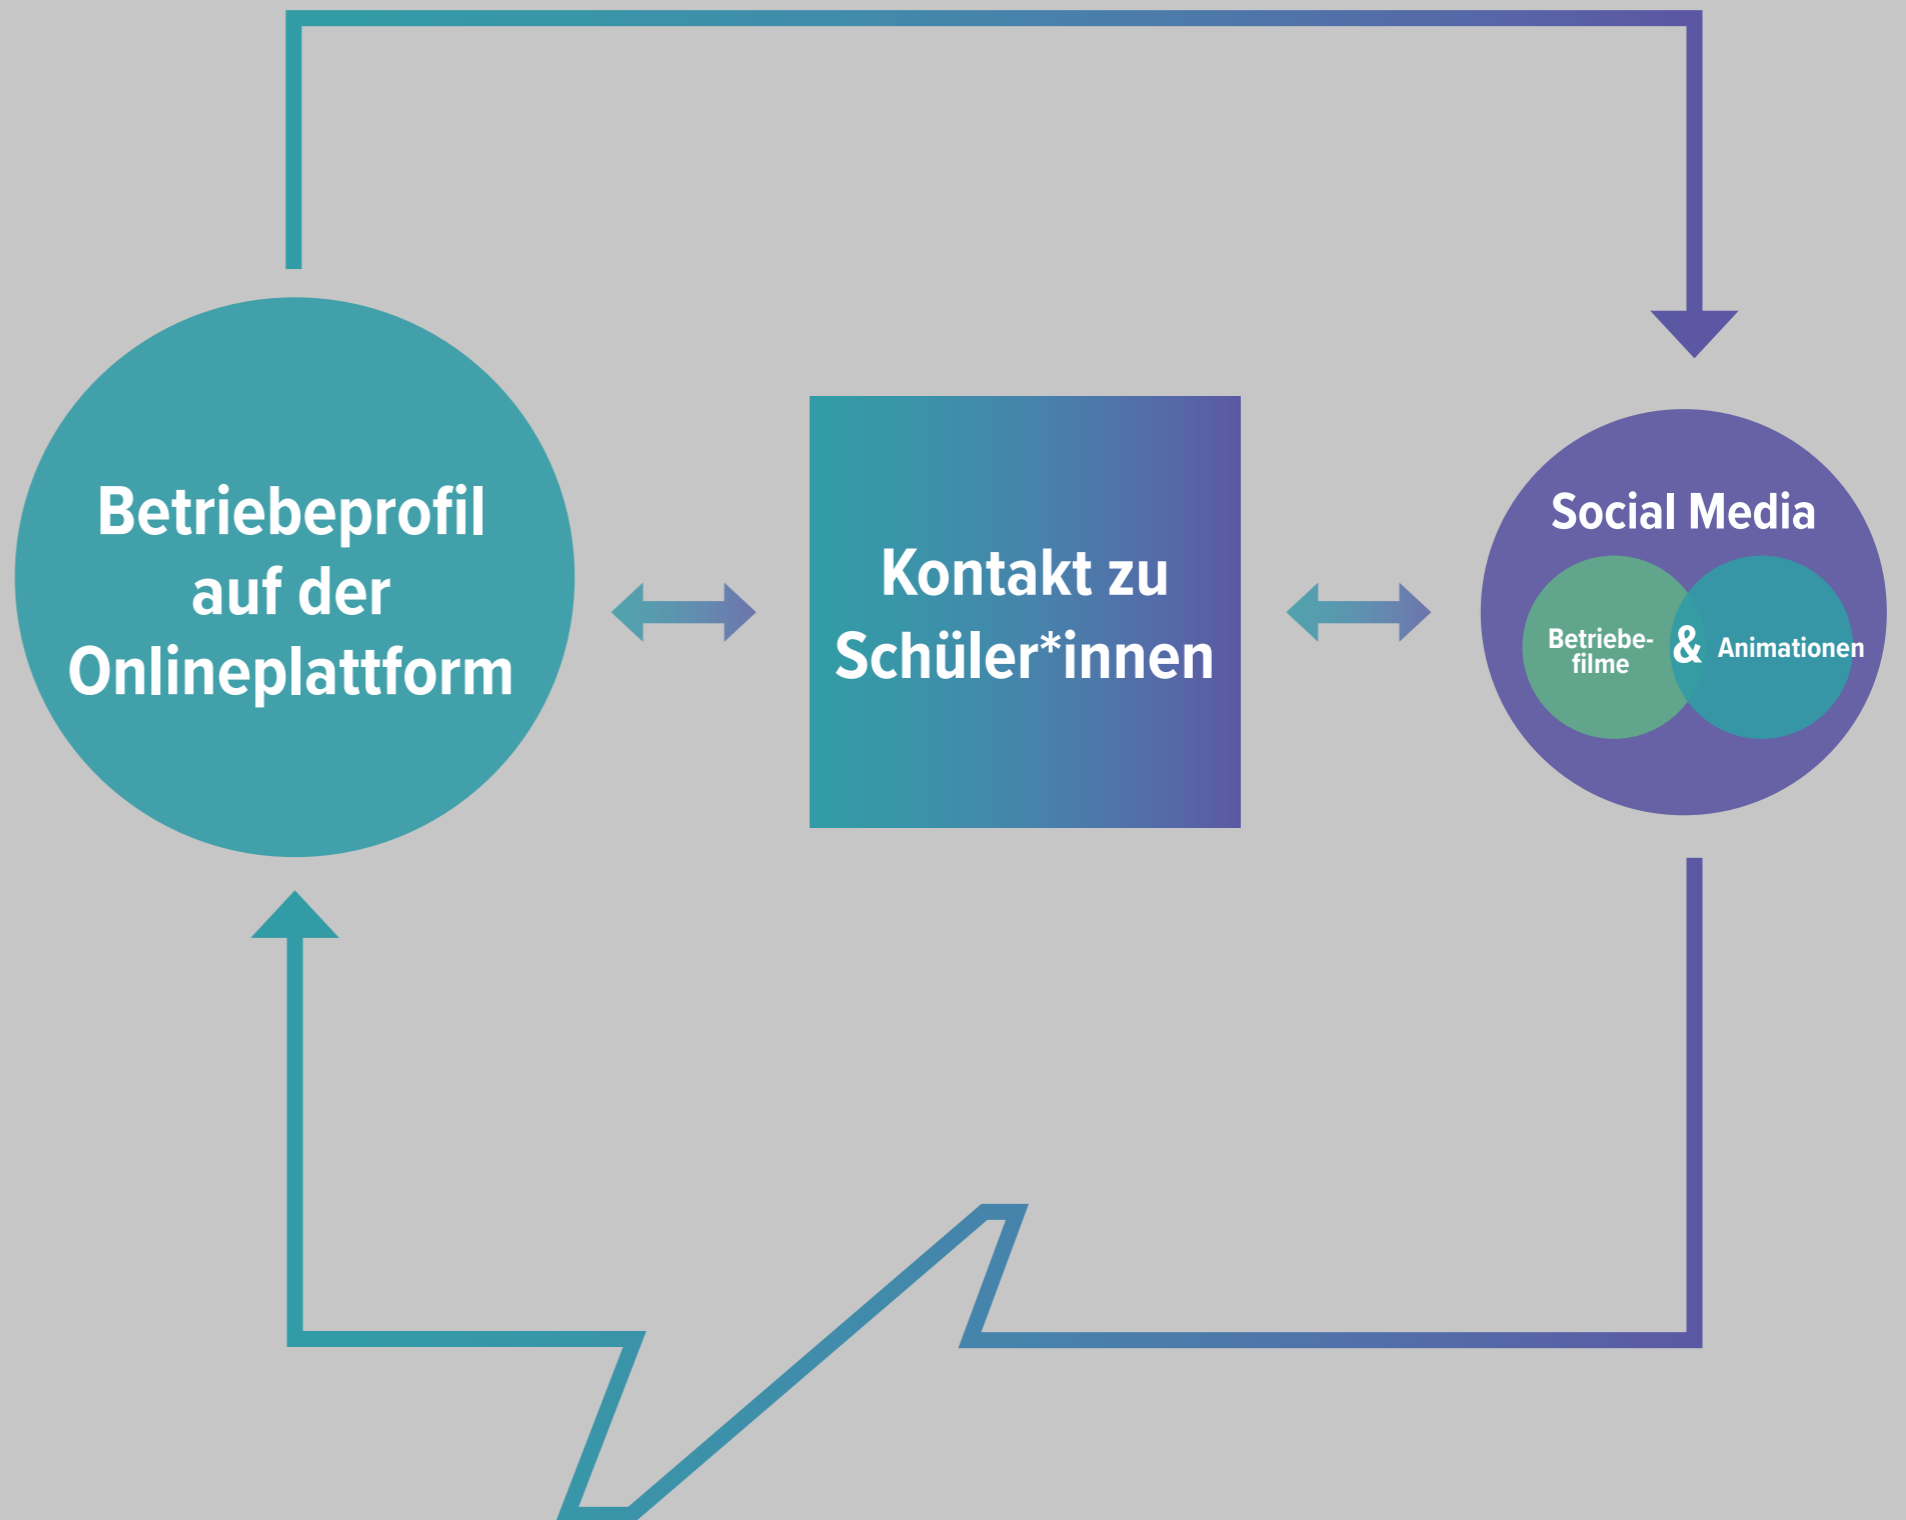 Betriebeprofil
auf der
Onlineplattform
Kontakt zu
Schüler*innen
Social Media
Betriebe-
filme
&
Animationen